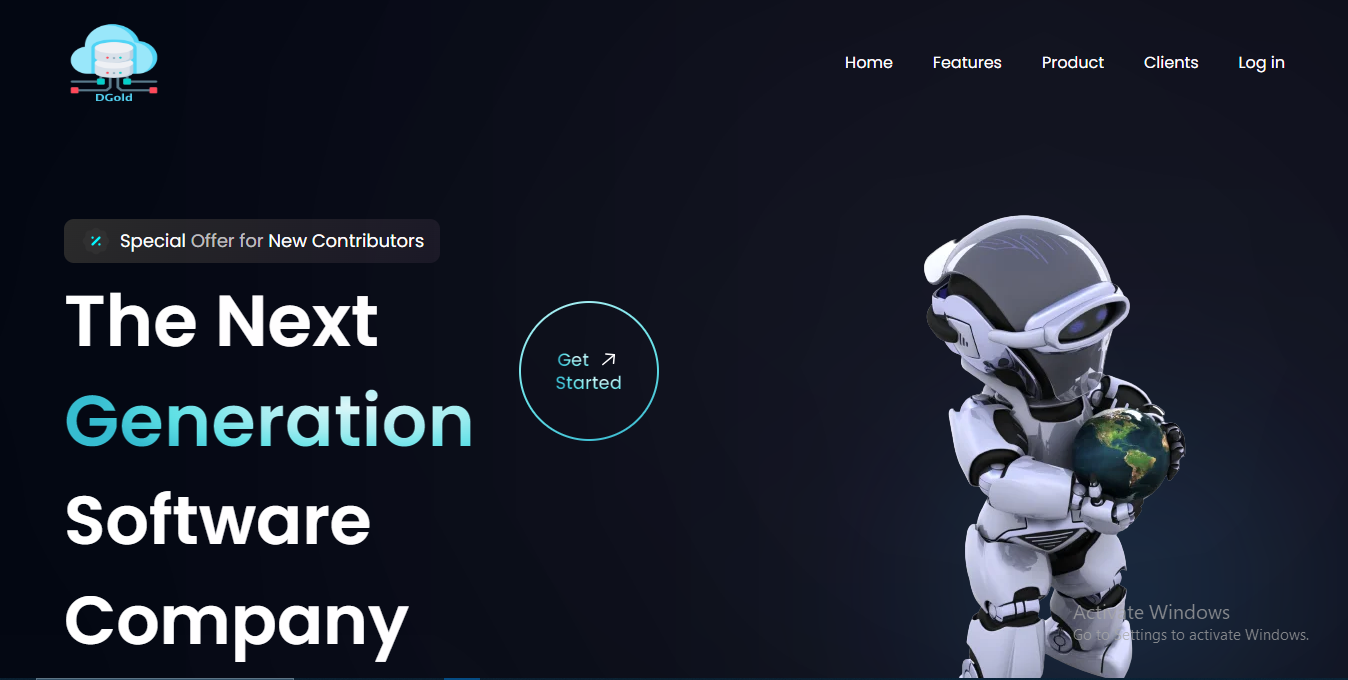 DGold
Home Features Product Clients Log in
Special Offer for New Contributors
The Next
Generation
Software
Company
Get
Started
Activate Windows
Go to Settings to activate Windows.